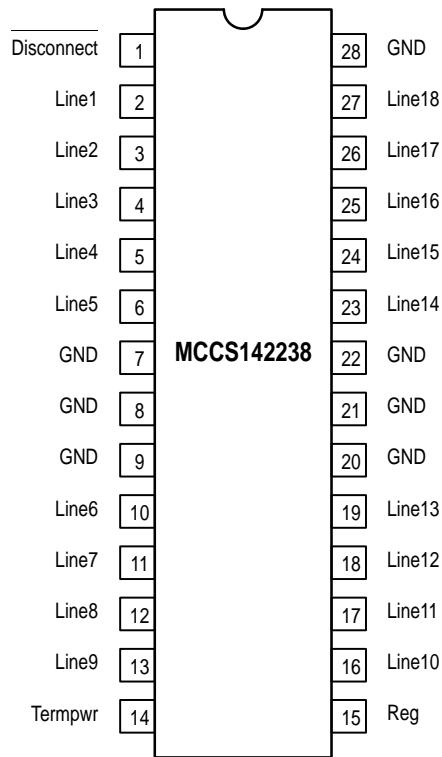 Disconnect 1 28 GND
Line1 2 27 Line18
Line2 3 26 Line17
Line3 4 25 Line16
Line4 5 24 Line15
Line5 6 23 Line14
GND 7 MCCS142238 22 GND
GND 8 21 GND
GND 9 20 GND
Line6 10 19 Line13
Line7 11 18 Line12
Line8 12 17 Line11
Line9 13 16 Line10
Termpwr 14 15 Reg